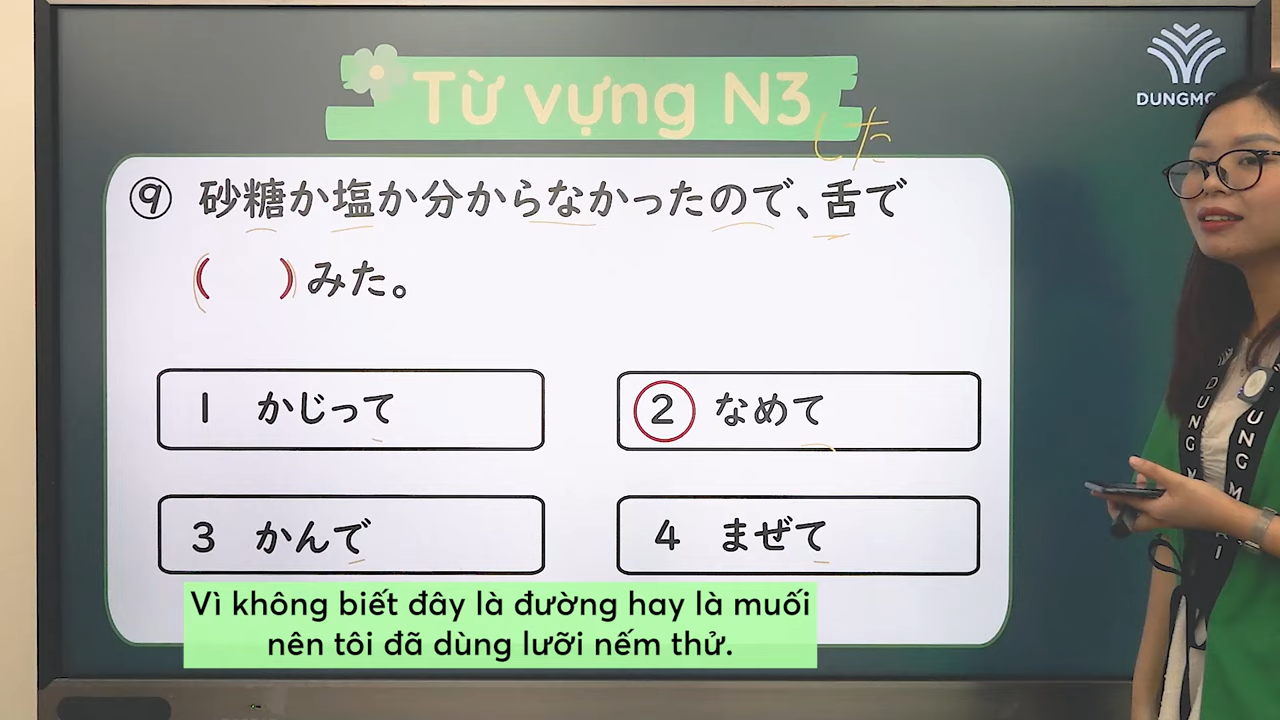 Từ vựng N3
DUNGMO
した
⑨ 砂糖か塩か分からなかったので、舌で
( )みた。
1 かじって
② なめて
3 かんで
4 まぜて
Vì không biết đây là đường hay là muối
nên tôi đã dùng lưỡi nếm thử.
DUNG
UNG M RI